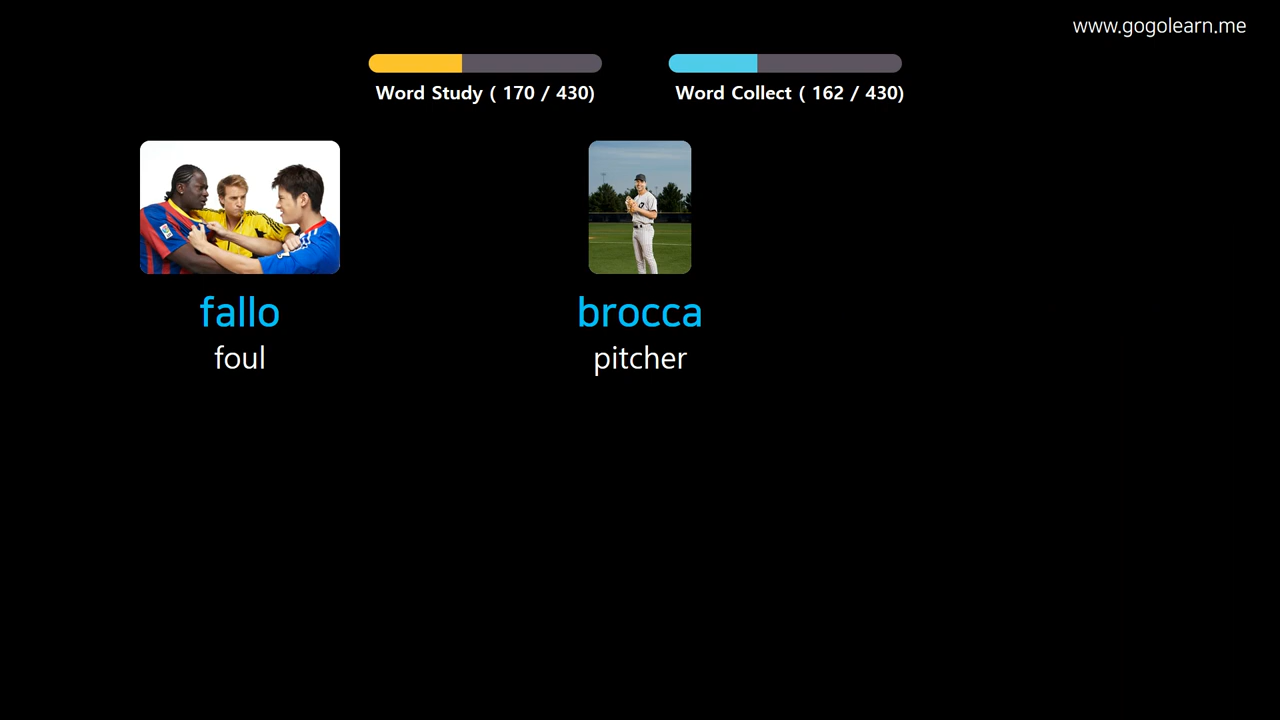 www.gogolearn.me
Word Study ( 170 / 430)
Word Collect ( 162 / 430)
fallo
foul
brocca
pitcher